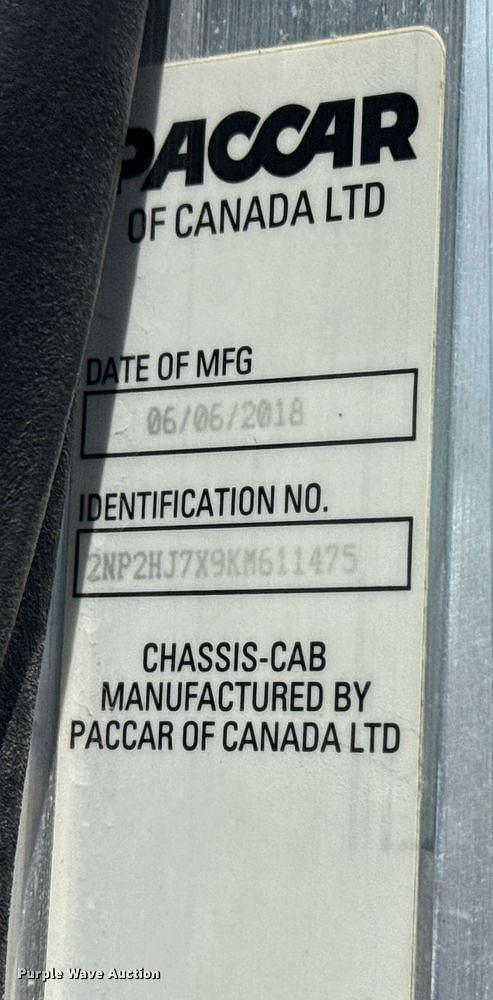 PACCAR
OF CANADA LTD
DATE OF MFG
06/06/2018
IDENTIFICATION NO.
2NP2HJ7X9KM611475
CHASSIS-CAB
MANUFACTURED BY
PACCAR OF CANADA LTD
Purple Wave Auction